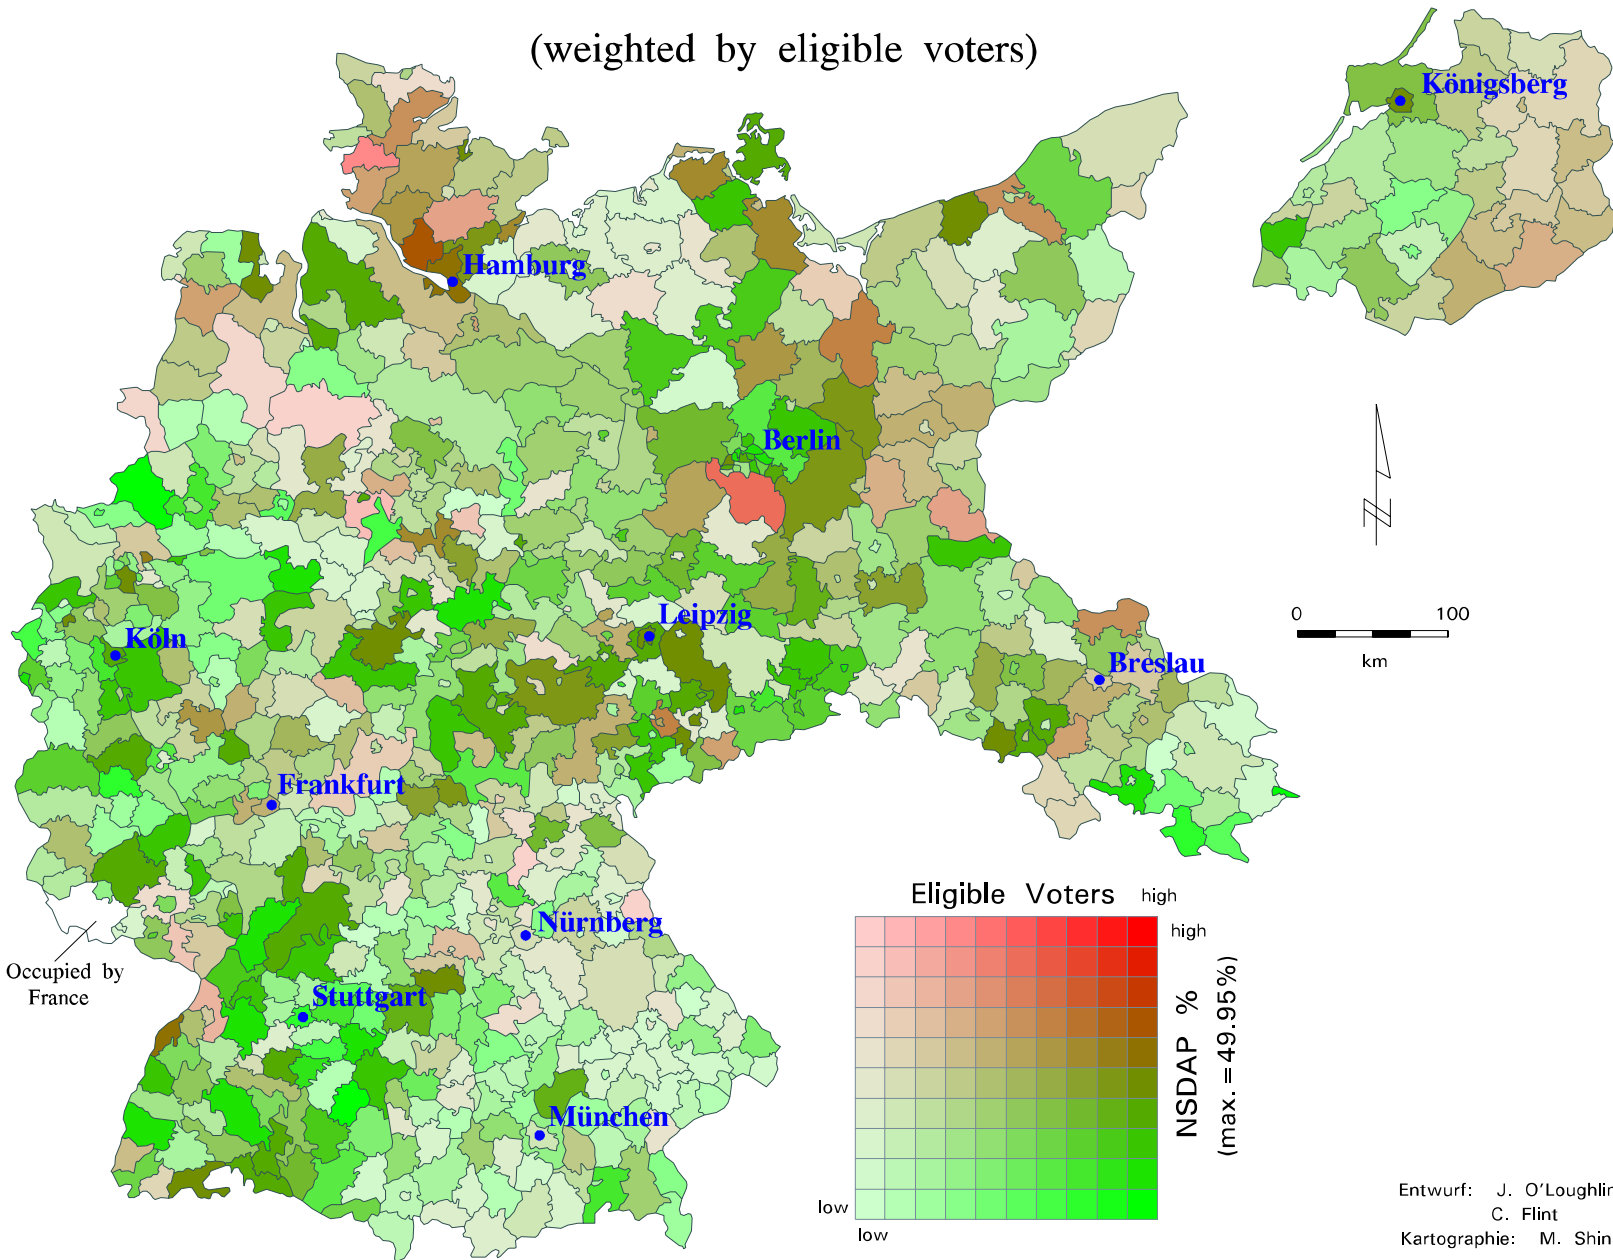 (weighted by eligible voters)
Königsberg
Hamburg
Berlin
0 100
km
Leipzig
Köln
Breslau
Frankfurt
Nürnberg
Occupied by
France
Stuttgart
München
Eligible Voters high
high
NSDAP %
(max. =49.95%)
low
low
Entwurf: J. O'Loughlin
C. Flint
Kartographie: M. Shin